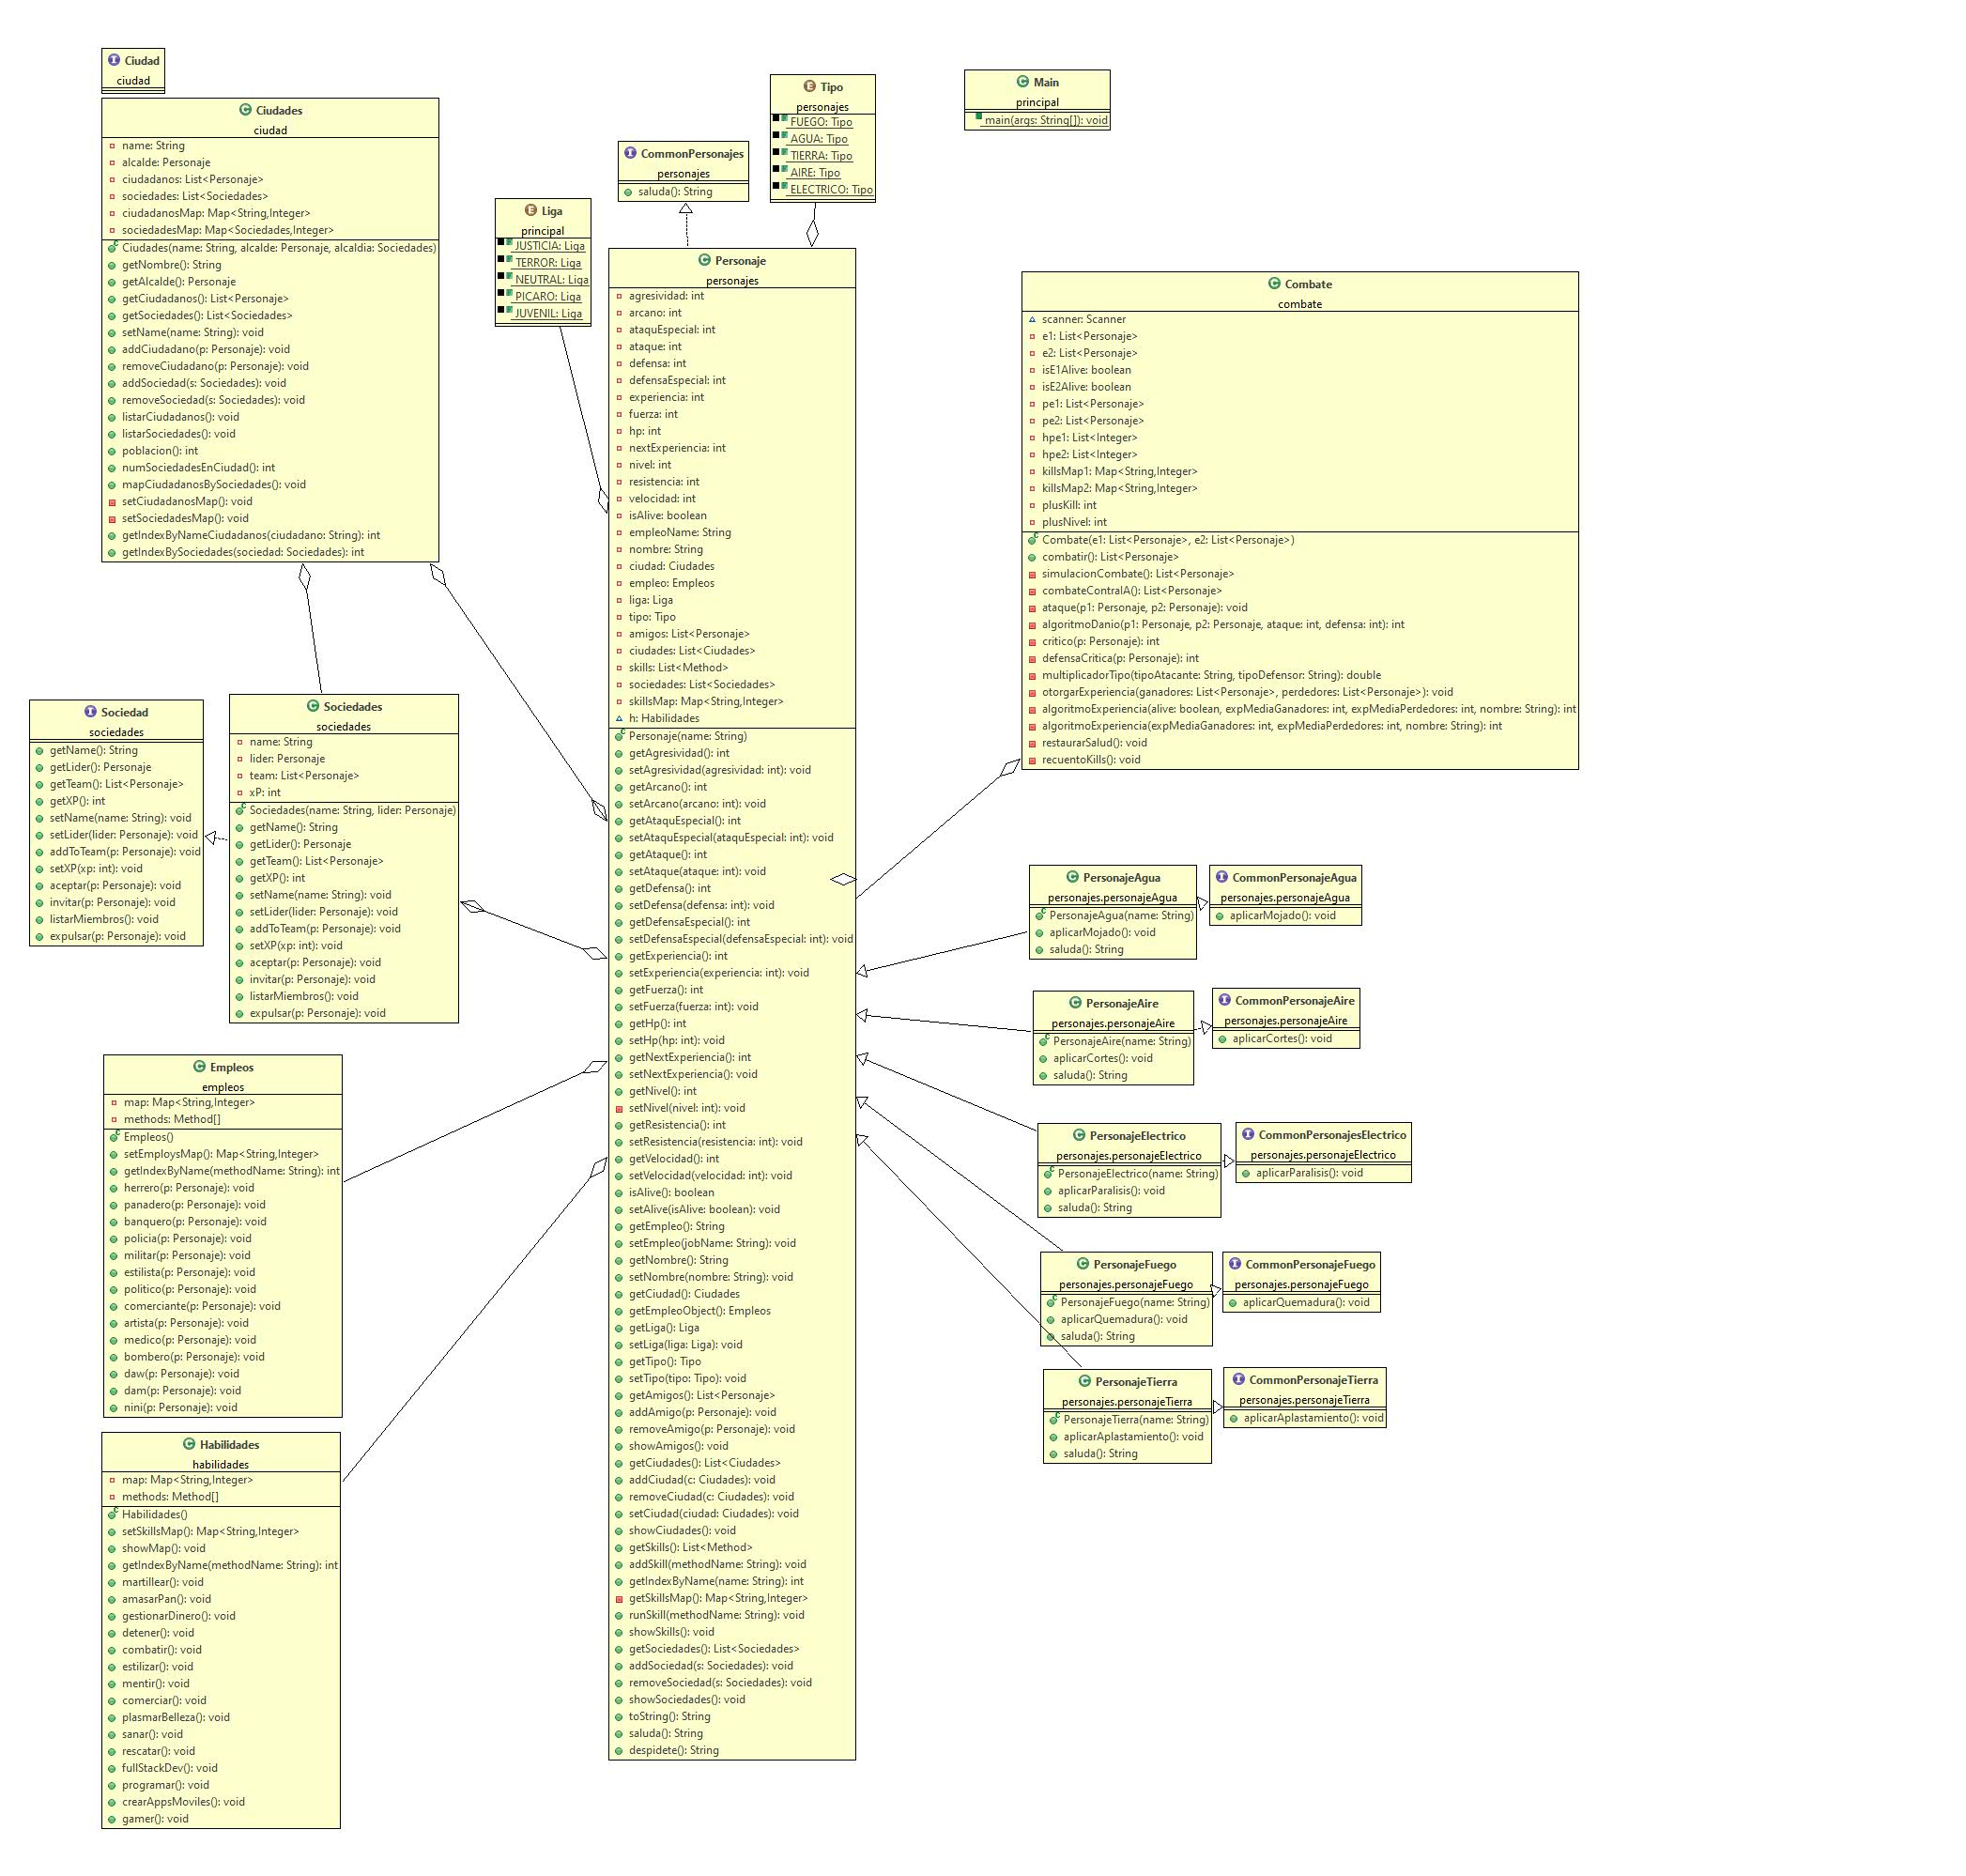 Ciudad
ciudad
Ciudades
ciudad
name: String
alcalde: Personaje
ciudadanos: List<Personaje>
sociedades: List<Sociedades>
ciudadanosMap: Map<String,Integer>
sociedadesMap: Map<Sociedades,Integer>
Ciudades(name: String, alcalde: Personaje, alcaldia: Sociedades)
getNombre(): String
getAlcalde(): Personaje
getCiudadanos(): List<Personaje>
getSociedades(): List<Sociedades>
setName(name: String): void
addCiudadano(p: Personaje): void
removeCiudadano(p: Personaje): void
addSociedad(s: Sociedades): void
removeSociedad(s: Sociedades): void
listarCiudadanos(): void
listarSociedades(): void
poblacion(): int
numSociedadesEnCiudad(): int
mapCiudadanosBySociedades(): void
setCiudadanosMap(): void
setSociedadesMap(): void
getIndexByNameCiudadanos(ciudadano: String): int
getIndexBySociedades(sociedad: Sociedades): int
Sociedad
sociedades
getName(): String
getLider(): Personaje
getTeam(): List<Personaje>
getXP(): int
setName(name: String): void
setLider(lider: Personaje): void
addToTeam(p: Personaje): void
setXP(xp: int): void
aceptar(p: Personaje): void
invitar(p: Personaje): void
listarMiembros(): void
expulsar(p: Personaje): void
Sociedades
sociedades
name: String
lider: Personaje
team: List<Personaje>
xP: int
Sociedades(name: String, lider: Personaje)
getName(): String
getLider(): Personaje
getTeam(): List<Personaje>
getXP(): int
setName(name: String): void
setLider(lider: Personaje): void
addToTeam(p: Personaje): void
setXP(xp: int): void
aceptar(p: Personaje): void
invitar(p: Personaje): void
listarMiembros(): void
expulsar(p: Personaje): void
Empleos
empleos
map: Map<String,Integer>
methods: Method[]
Empleos()
setEmploysMap(): Map<String,Integer>
getIndexByName(methodName: String): int
herrero(p: Personaje): void
panadero(p: Personaje): void
banquero(p: Personaje): void
policia(p: Personaje): void
militar(p: Personaje): void
estilista(p: Personaje): void
politico(p: Personaje): void
comerciante(p: Personaje): void
artista(p: Personaje): void
medico(p: Personaje): void
bombero(p: Personaje): void
daw(p: Personaje): void
dam(p: Personaje): void
nini(p: Personaje): void
Habilidades
habilidades
map: Map<String,Integer>
methods: Method[]
Habilidades()
setSkillsMap(): Map<String,Integer>
showMap(): void
getIndexByName(methodName: String): int
martillear(): void
amasarPan(): void
gestionarDinero(): void
detener(): void
combatir(): void
estilizar(): void
mentir(): void
comerciar(): void
plasmarBelleza(): void
sanar(): void
rescatar(): void
fullStackDev(): void
programar(): void
crearAppsMoviles(): void
gamer(): void
Liga
principal
JUSTICIA: Liga
TERROR: Liga
NEUTRAL: Liga
PICARO: Liga
JUVENIL: Liga
CommonPersonajes
personajes
saluda(): String
Tipo
personajes
FUEGO: Tipo
AGUA: Tipo
TIERRA: Tipo
AIRE: Tipo
ELECTRICO: Tipo
Main
principal
main(args: String[]): void
Personaje
personajes
agresividad: int
arcano: int
ataquEspecial: int
ataque: int
defensa: int
defensaEspecial: int
experiencia: int
fuerza: int
hp: int
nextExperiencia: int
nivel: int
resistencia: int
velocidad: int
isAlive: boolean
empleoName: String
nombre: String
ciudad: Ciudades
empleo: Empleos
liga: Liga
tipo: Tipo
amigos: List<Personaje>
ciudades: List<Ciudades>
skills: List<Method>
sociedades: List<Sociedades>
skillsMap: Map<String,Integer>
h: Habilidades
Personaje(name: String)
getAgresividad(): int
setAgresividad(agresividad: int): void
getArcano(): int
setArcano(arcano: int): void
getAtaquEspecial(): int
setAtaquEspecial(ataquEspecial: int): void
getAtaque(): int
setAtaque(ataque: int): void
getDefensa(): int
setDefensa(defensa: int): void
getDefensaEspecial(): int
setDefensaEspecial(defensaEspecial: int): void
getExperiencia(): int
setExperiencia(experiencia: int): void
getFuerza(): int
setFuerza(fuerza: int): void
getHp(): int
setHp(hp: int): void
getNextExperiencia(): int
setNextExperiencia(): void
getNivel(): int
setNivel(nivel: int): void
getResistencia(): int
setResistencia(resistencia: int): void
getVelocidad(): int
setVelocidad(velocidad: int): void
isAlive(): boolean
setAlive(isAlive: boolean): void
getEmpleo(): String
setEmpleo(jobName: String): void
getNombre(): String
setNombre(nombre: String): void
getCiudad(): Ciudades
getEmpleoObject(): Empleos
getLiga(): Liga
setLiga(liga: Liga): void
getTipo(): Tipo
setTipo(tipo: Tipo): void
getAmigos(): List<Personaje>
addAmigo(p: Personaje): void
removeAmigo(p: Personaje): void
showAmigos(): void
getCiudades(): List<Ciudades>
addCiudad(c: Ciudades): void
removeCiudad(c: Ciudades): void
setCiudad(ciudad: Ciudades): void
showCiudades(): void
getSkills(): List<Method>
addSkill(methodName: String): void
getIndexByName(name: String): int
getSkillsMap(): Map<String,Integer>
runSkill(methodName: String): void
showSkills(): void
getSociedades(): List<Sociedades>
addSociedad(s: Sociedades): void
removeSociedad(s: Sociedades): void
showSociedades(): void
toString(): String
saluda(): String
despidete(): String
Combate
combate
scanner: Scanner
e1: List<Personaje>
e2: List<Personaje>
isE1Alive: boolean
isE2Alive: boolean
pe1: List<Personaje>
pe2: List<Personaje>
hpe1: List<Integer>
hpe2: List<Integer>
killsMap1: Map<String,Integer>
killsMap2: Map<String,Integer>
plusKill: int
plusNivel: int
Combate(e1: List<Personaje>, e2: List<Personaje>)
combatir(): List<Personaje>
simulacionCombate(): List<Personaje>
combateContraIA(): List<Personaje>
ataque(p1: Personaje, p2: Personaje): void
algoritmoDanio(p1: Personaje, p2: Personaje, ataque: int, defensa: int): int
critico(p: Personaje): int
defensaCritica(p: Personaje): int
multiplicadorTipo(tipoAtacante: String, tipoDefensor: String): double
otorgarExperiencia(ganadores: List<Personaje>, perdedores: List<Personaje>): void
algoritmoExperiencia(alive: boolean, expMediaGanadores: int, expMediaPerdedores: int, nombre: String): int
algoritmoExperiencia(expMediaGanadores: int, expMediaPerdedores: int, nombre: String): int
restaurarSalud(): void
recuentoKills(): void
PersonajeAgua
personajes.personajeAgua
PersonajeAgua(name: String)
aplicarMojado(): void
saluda(): String
CommonPersonajeAgua
personajes.personajeAgua
aplicarMojado(): void
PersonajeAire
personajes.personajeAire
PersonajeAire(name: String)
aplicarCortes(): void
saluda(): String
CommonPersonajeAire
personajes.personajeAire
aplicarCortes(): void
PersonajeElectrico
personajes.personajeElectrico
PersonajeElectrico(name: String)
aplicarParalisis(): void
saluda(): String
CommonPersonajesElectrico
personajes.personajeElectrico
aplicarParalisis(): void
PersonajeFuego
personajes.personajeFuego
PersonajeFuego(name: String)
aplicarQuemadura(): void
saluda(): String
CommonPersonajeFuego
personajes.personajeFuego
aplicarQuemadura(): void
PersonajeTierra
personajes.personajeTierra
PersonajeTierra(name: String)
aplicarAplastamiento(): void
saluda(): String
CommonPersonajeTierra
personajes.personajeTierra
aplicarAplastamiento(): void